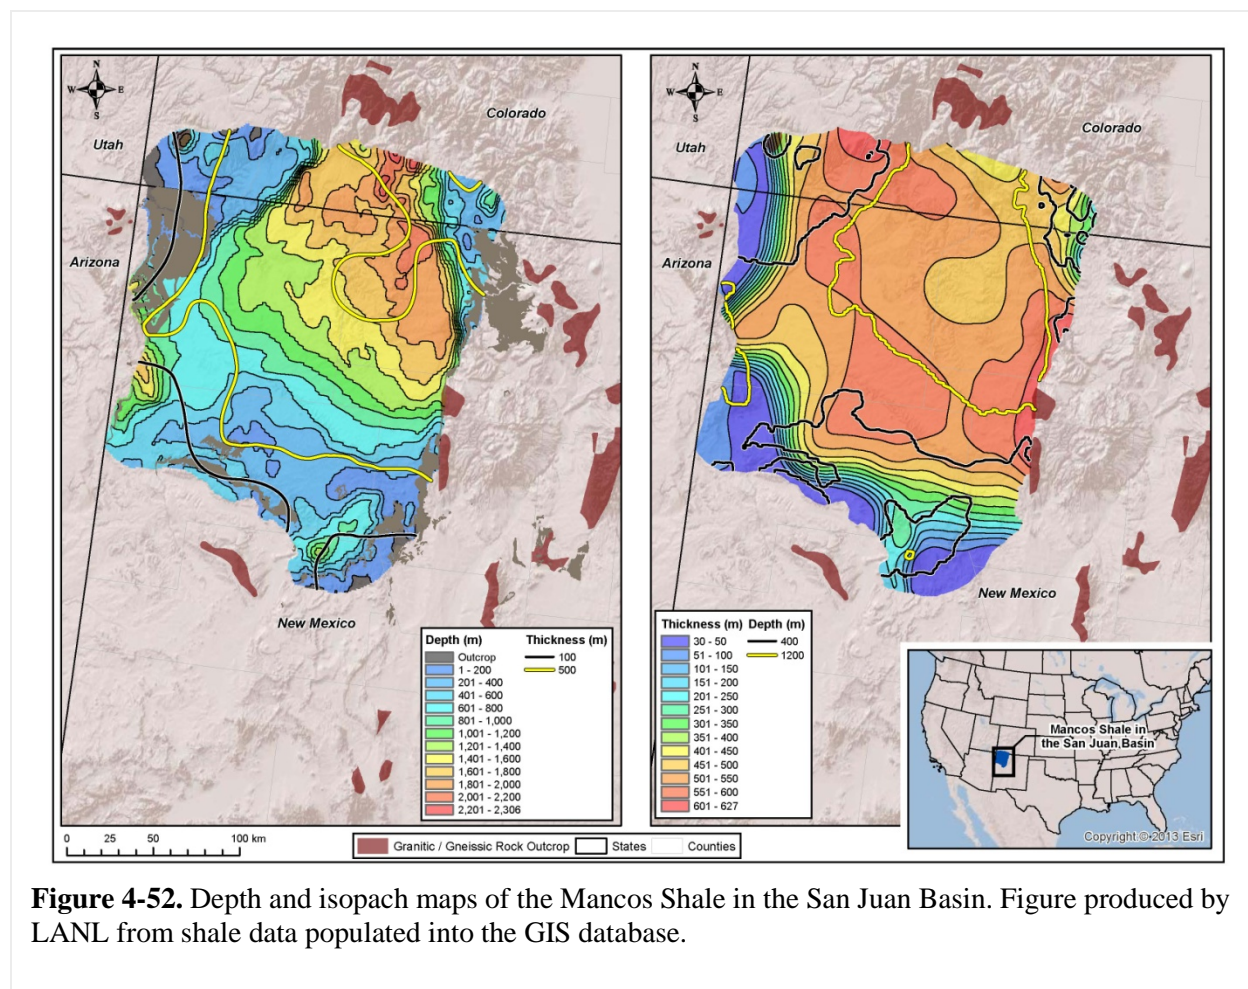 N
W E
S
Colorado
Utah
Arizona
New Mexico
Depth (m) Thickness (m)
Outcrop 100
1 - 200 500
201 - 400
401 - 600
601 - 800
801 - 1,000
1,001 - 1,200
1,201 - 1,400
1,401 - 1,600
1,601 - 1,800
1,801 - 2,000
2,001 - 2,200
2,201 - 2,306
N
W E
S
Colorado
Utah
Arizona
New Mexico
Thickness (m) Depth (m)
30 - 50 400
51 - 100 1200
101 - 150
151 - 200
201 - 250
251 - 300
301 - 350
351 - 400
401 - 450
451 - 500
501 - 550
551 - 600
601 - 627
Mancos Shale in
the San Juan Basin
Copyright © 2013 Esri
0 25 50 100 km
Granitic / Gneissic Rock Outcrop States Counties
Figure 4-52. Depth and isopach maps of the Mancos Shale in the San Juan Basin. Figure produced by
LANL from shale data populated into the GIS database.